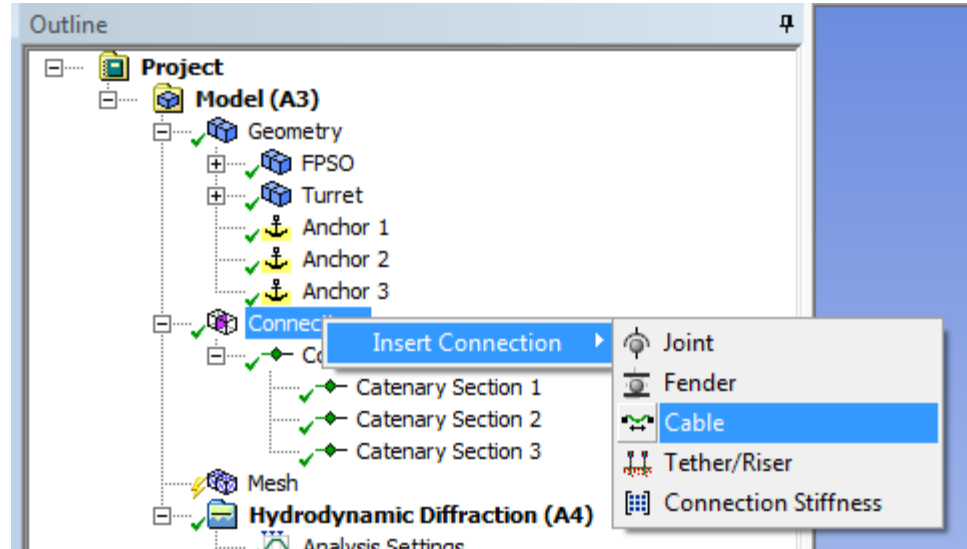 Outline
Project
Model (A3)
Geometry
FPSO
Turret
Anchor 1
Anchor 2
Anchor 3
Connec
Insert Connection
Joint
Fender
Cable
Tether/Riser
Connection Stiffness
Catenary Section 1
Catenary Section 2
Catenary Section 3
Mesh
Hydrodynamic Diffraction (A4)
Analysis Settings